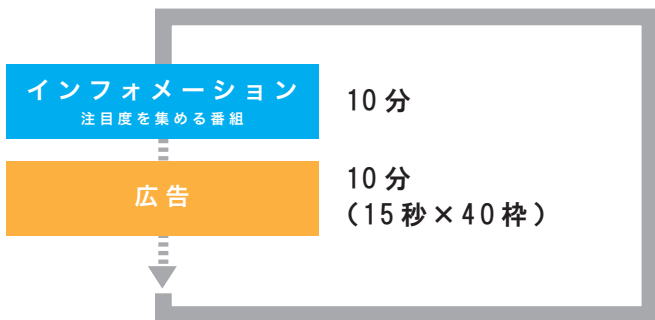 インフォメーション
注目度を集める番組
10分
広告
10分
（15秒×40枠）